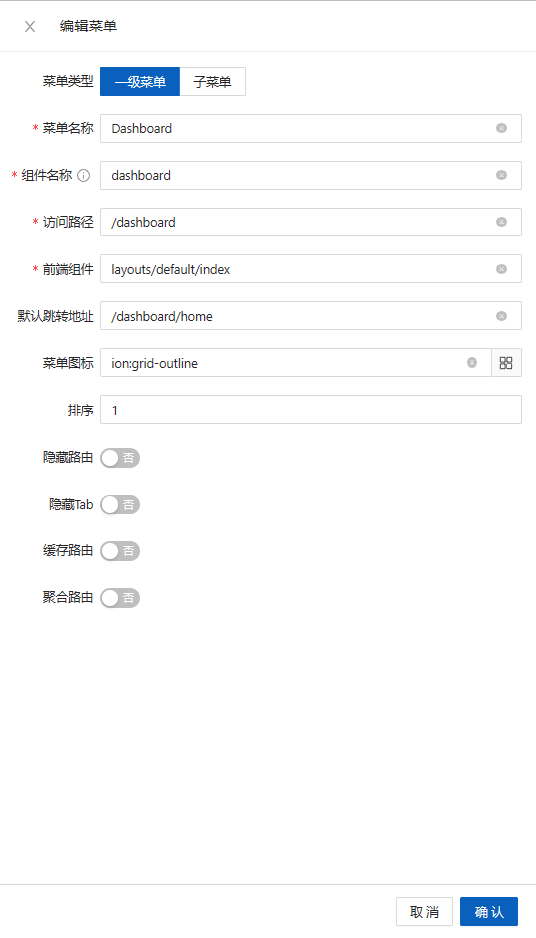 编辑菜单
菜单类型 一级菜单 子菜单
* 菜单名称 Dashboard
* 组件名称 dashboard
* 访问路径 /dashboard
* 前端组件 layouts/default/index
默认跳转地址 /dashboard/home
菜单图标 ion:grid-outline
排序 1
隐藏路由 否
隐藏Tab 否
缓存路由 否
聚合路由 否
取 消 确 认